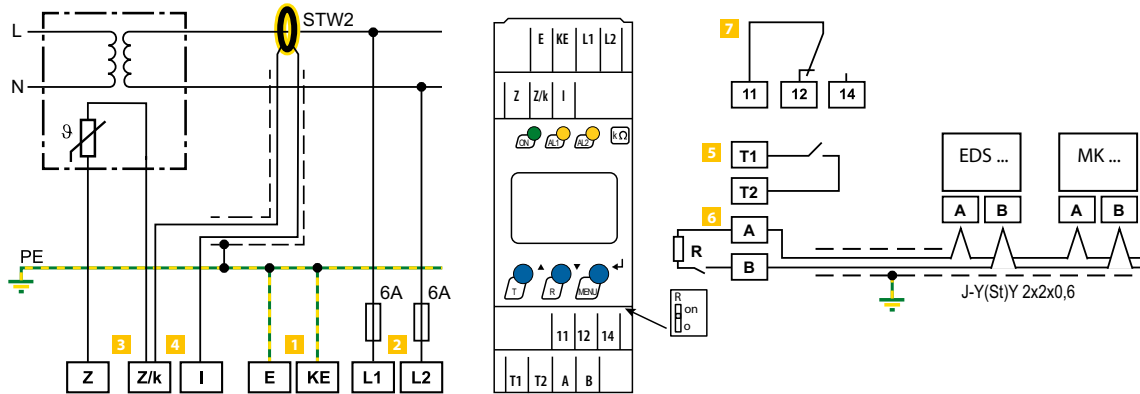 L
N
ϑ
STW2
PE
6A 6A
3 4 1 2
Z Z/k I E KE L1 L2
E KE L1 L2
Z Z/k I
ON AL1 AL2 kΩ
T R MENU
11 12 14
T1 T2 A B
R
on
o
7
11 12 14
5
T1
T2
6
R
A
B
EDS ... MK ...
A B A B
J-Y(St)Y 2x2x0,6